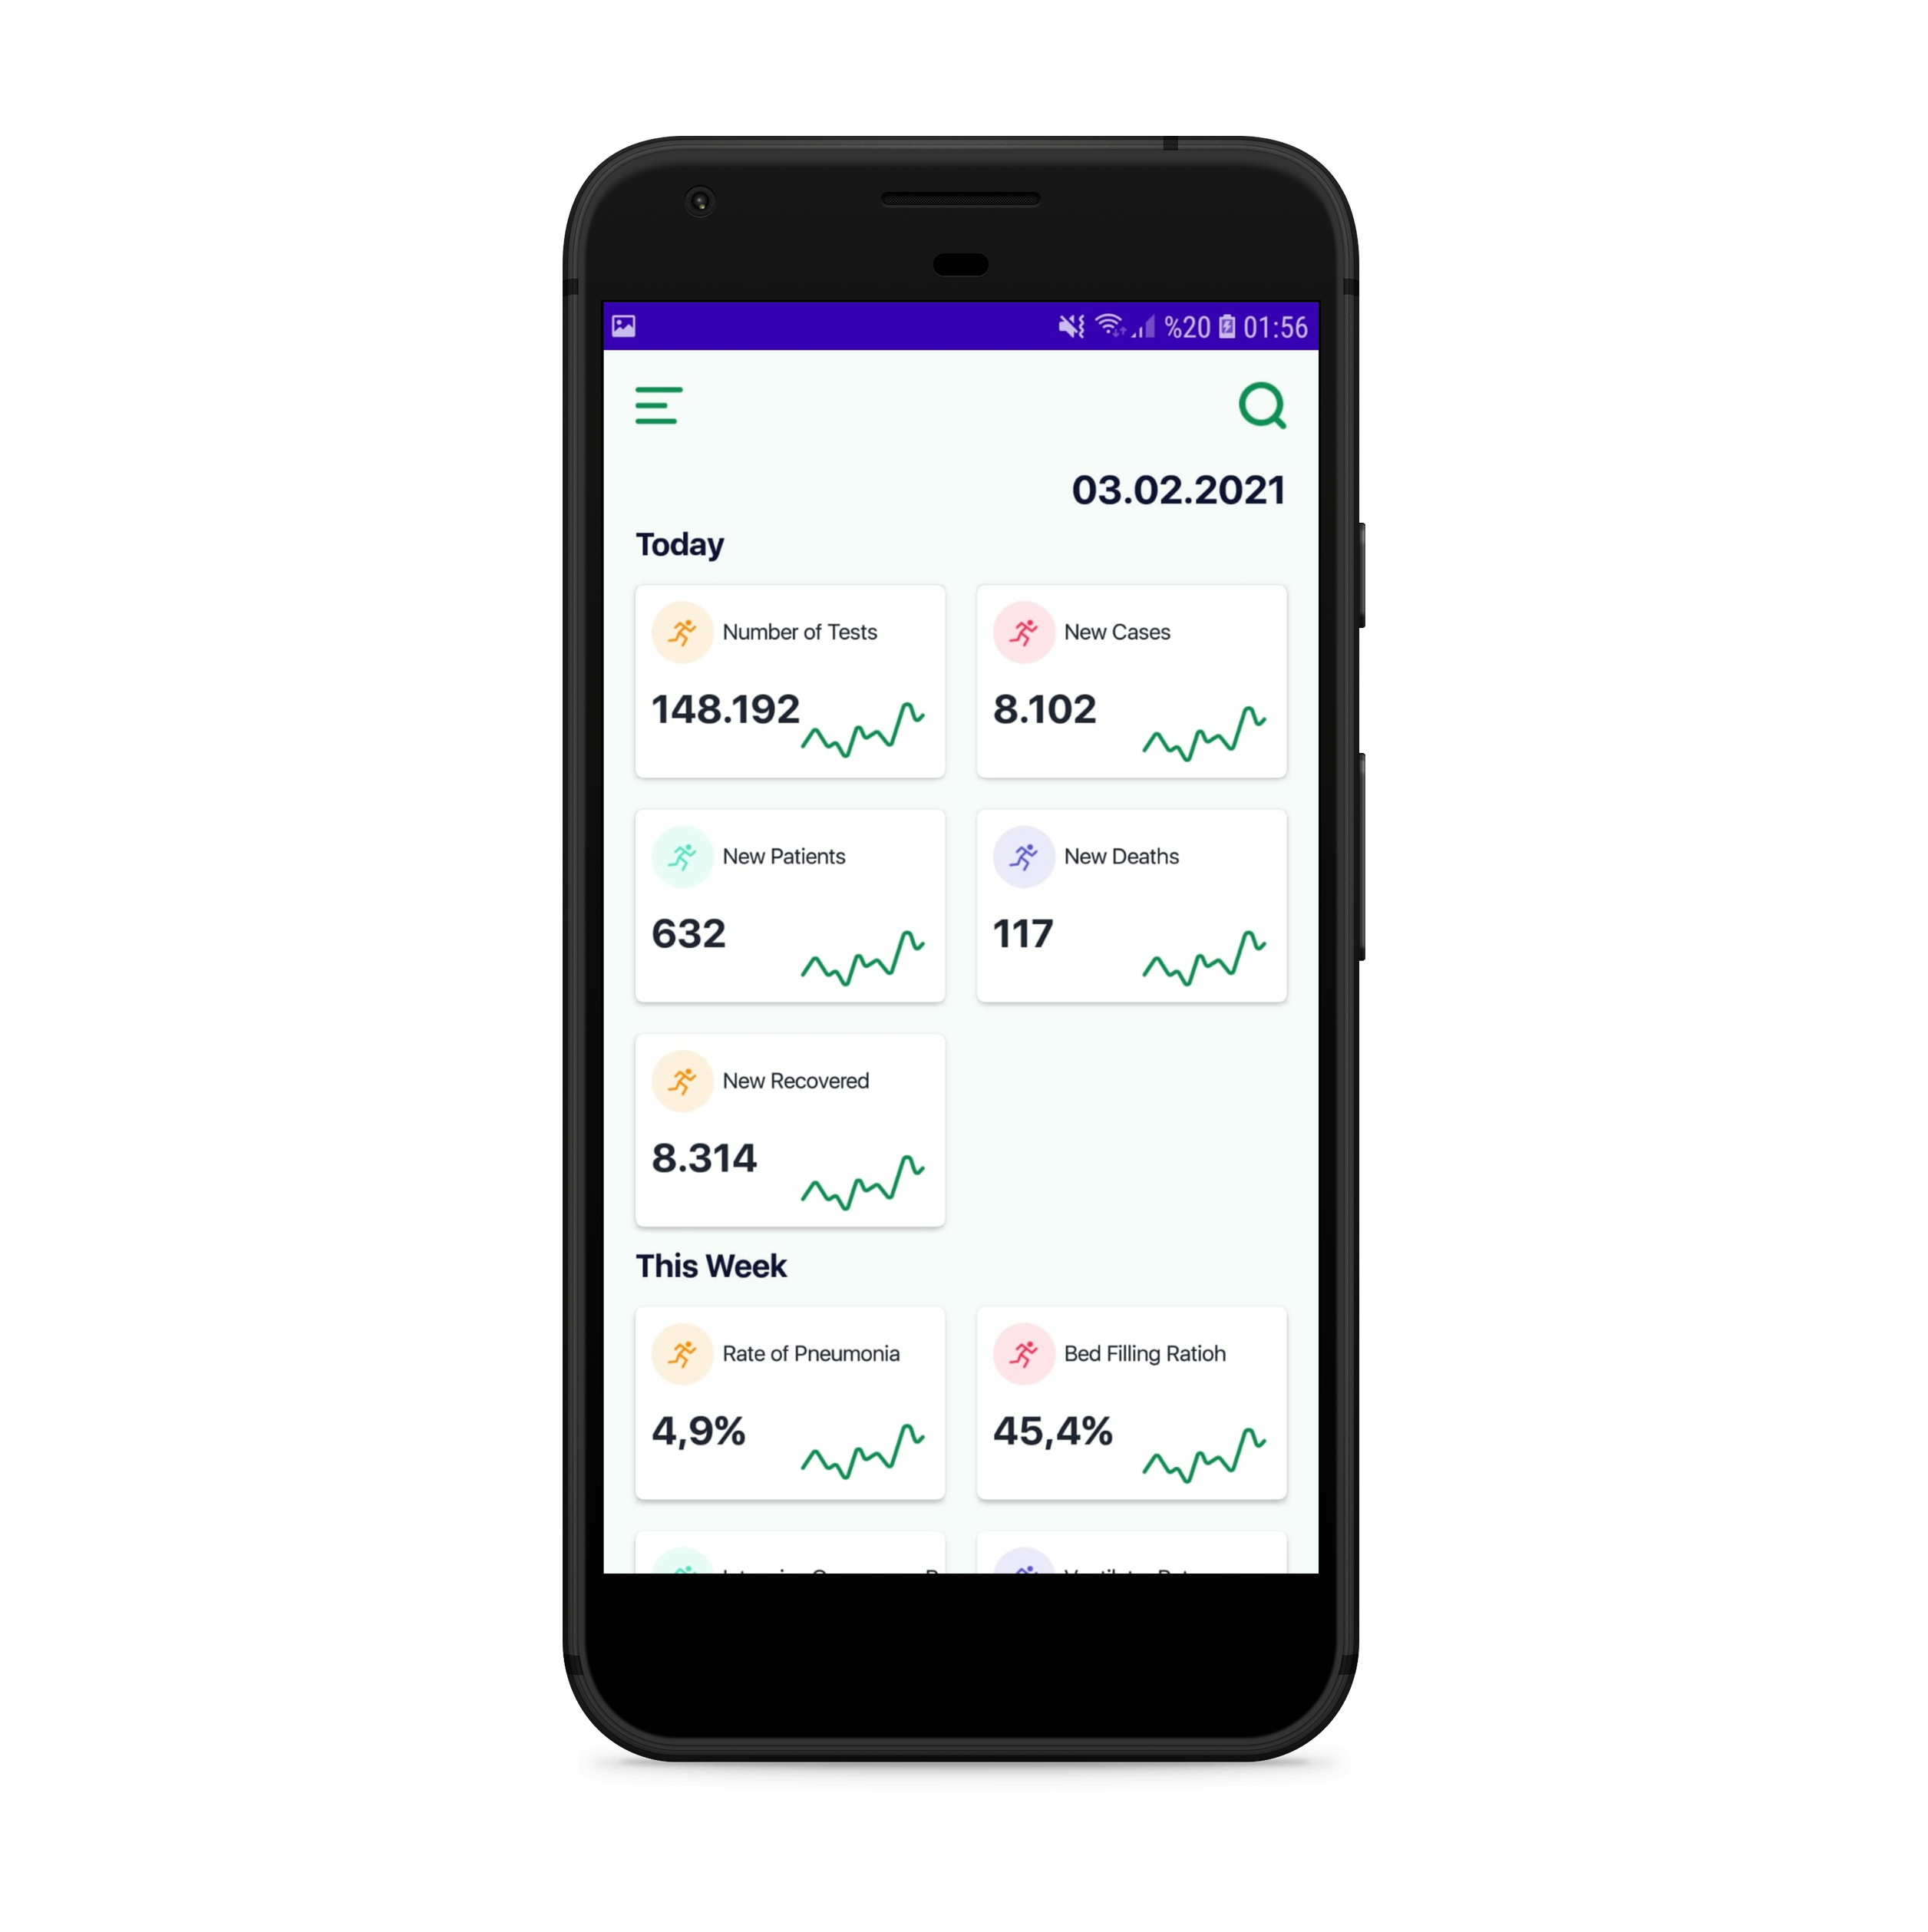 %20 01:56
03.02.2021
Today
Number of Tests
148.192
New Cases
8.102
New Patients
632
New Deaths
117
New Recovered
8.314
This Week
Rate of Pneumonia
4,9%
Bed Filling Ratioh
45,4%